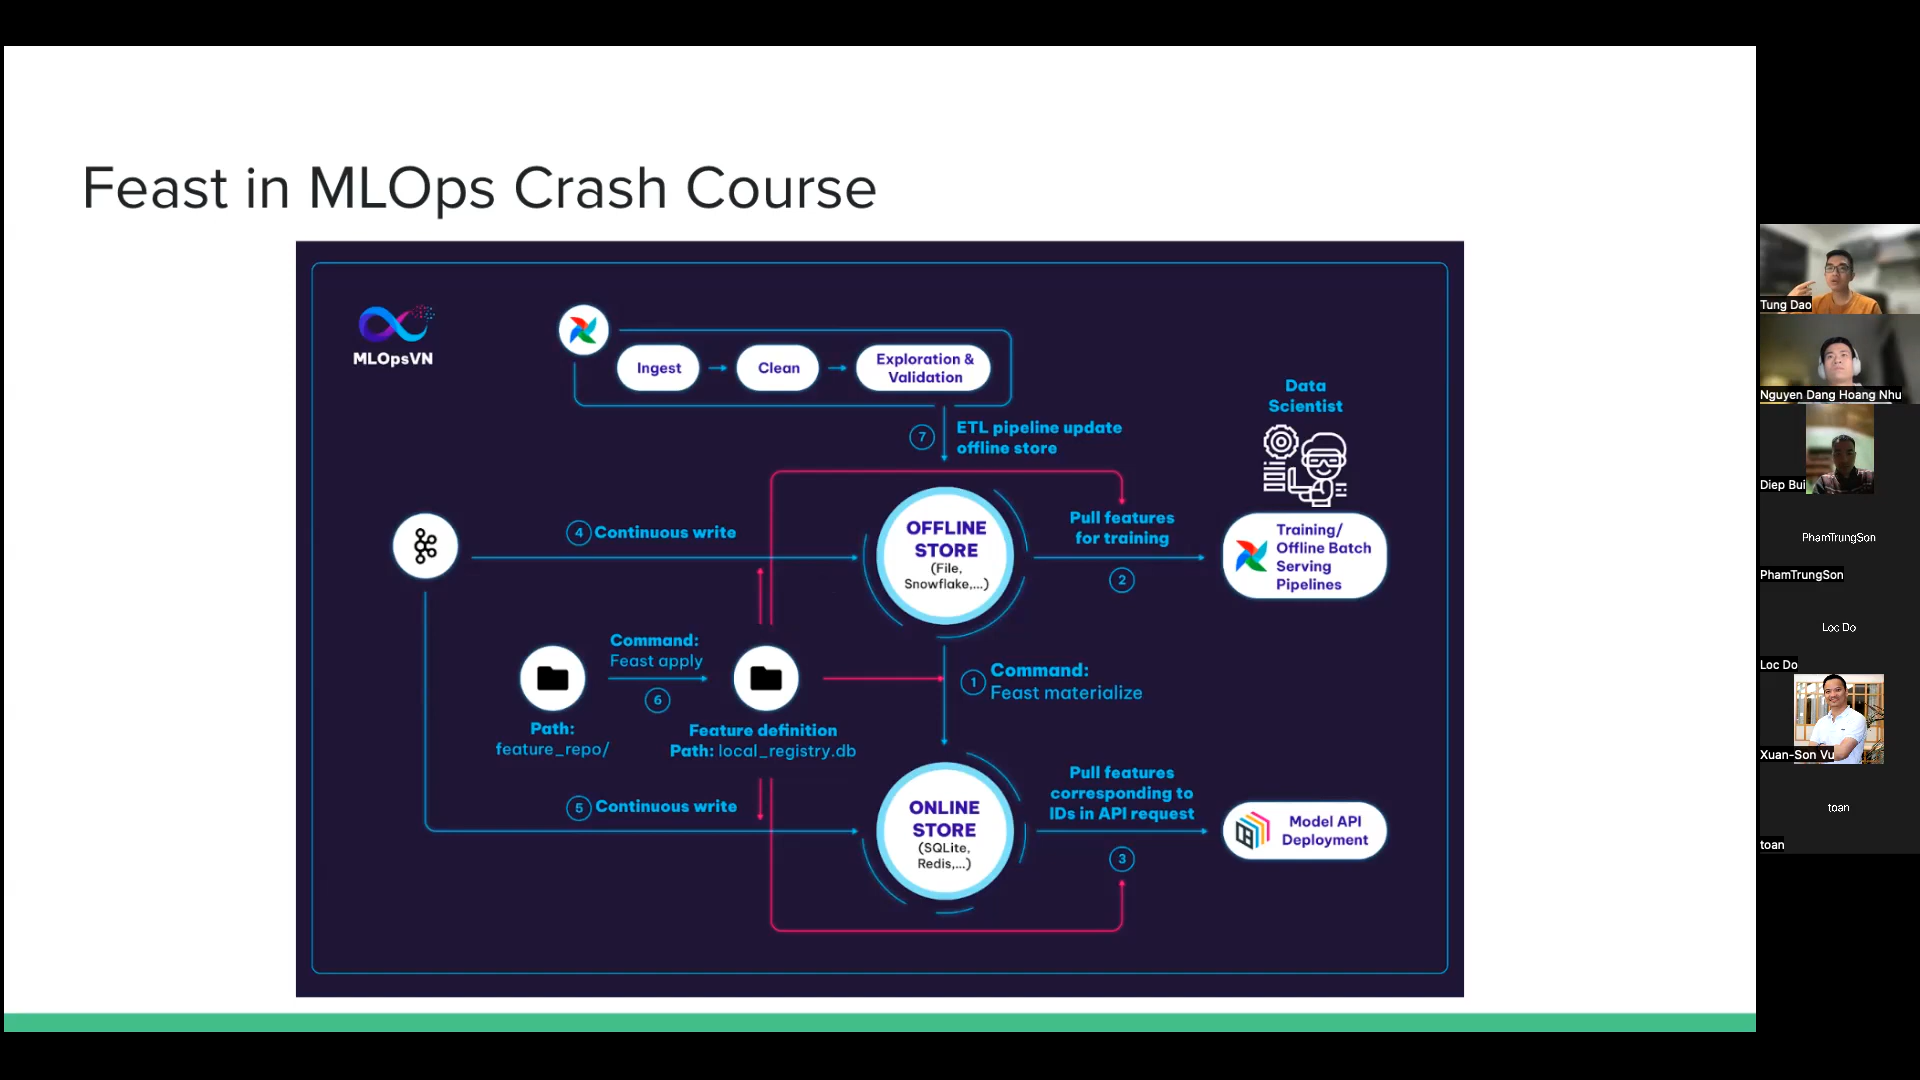 Feast in MLOps Crash Course
MLOpsVN
Ingest
Clean
Exploration &
Validation
7
ETL pipeline update
offline store
Data
Scientist
4 Continuous write
OFFLINE
STORE
(File,
Snowflake,...)
Pull features
for training
2
Training/
Offline Batch
Serving
Pipelines
Command:
Feast apply
6
Path:
feature_repo/
Feature definition
Path: local_registry.db
1
Command:
Feast materialize
5 Continuous write
ONLINE
STORE
(SQLite,
Redis,...)
Pull features
corresponding to
IDs in API request
3
Model API
Deployment
Tung Dao
Nguyen Dang Hoang Nhu
Diep Bui
PhamTrungSon
PhamTrungSon
Loc Do
Loc Do
Xuan-Son Vu
toan
toan